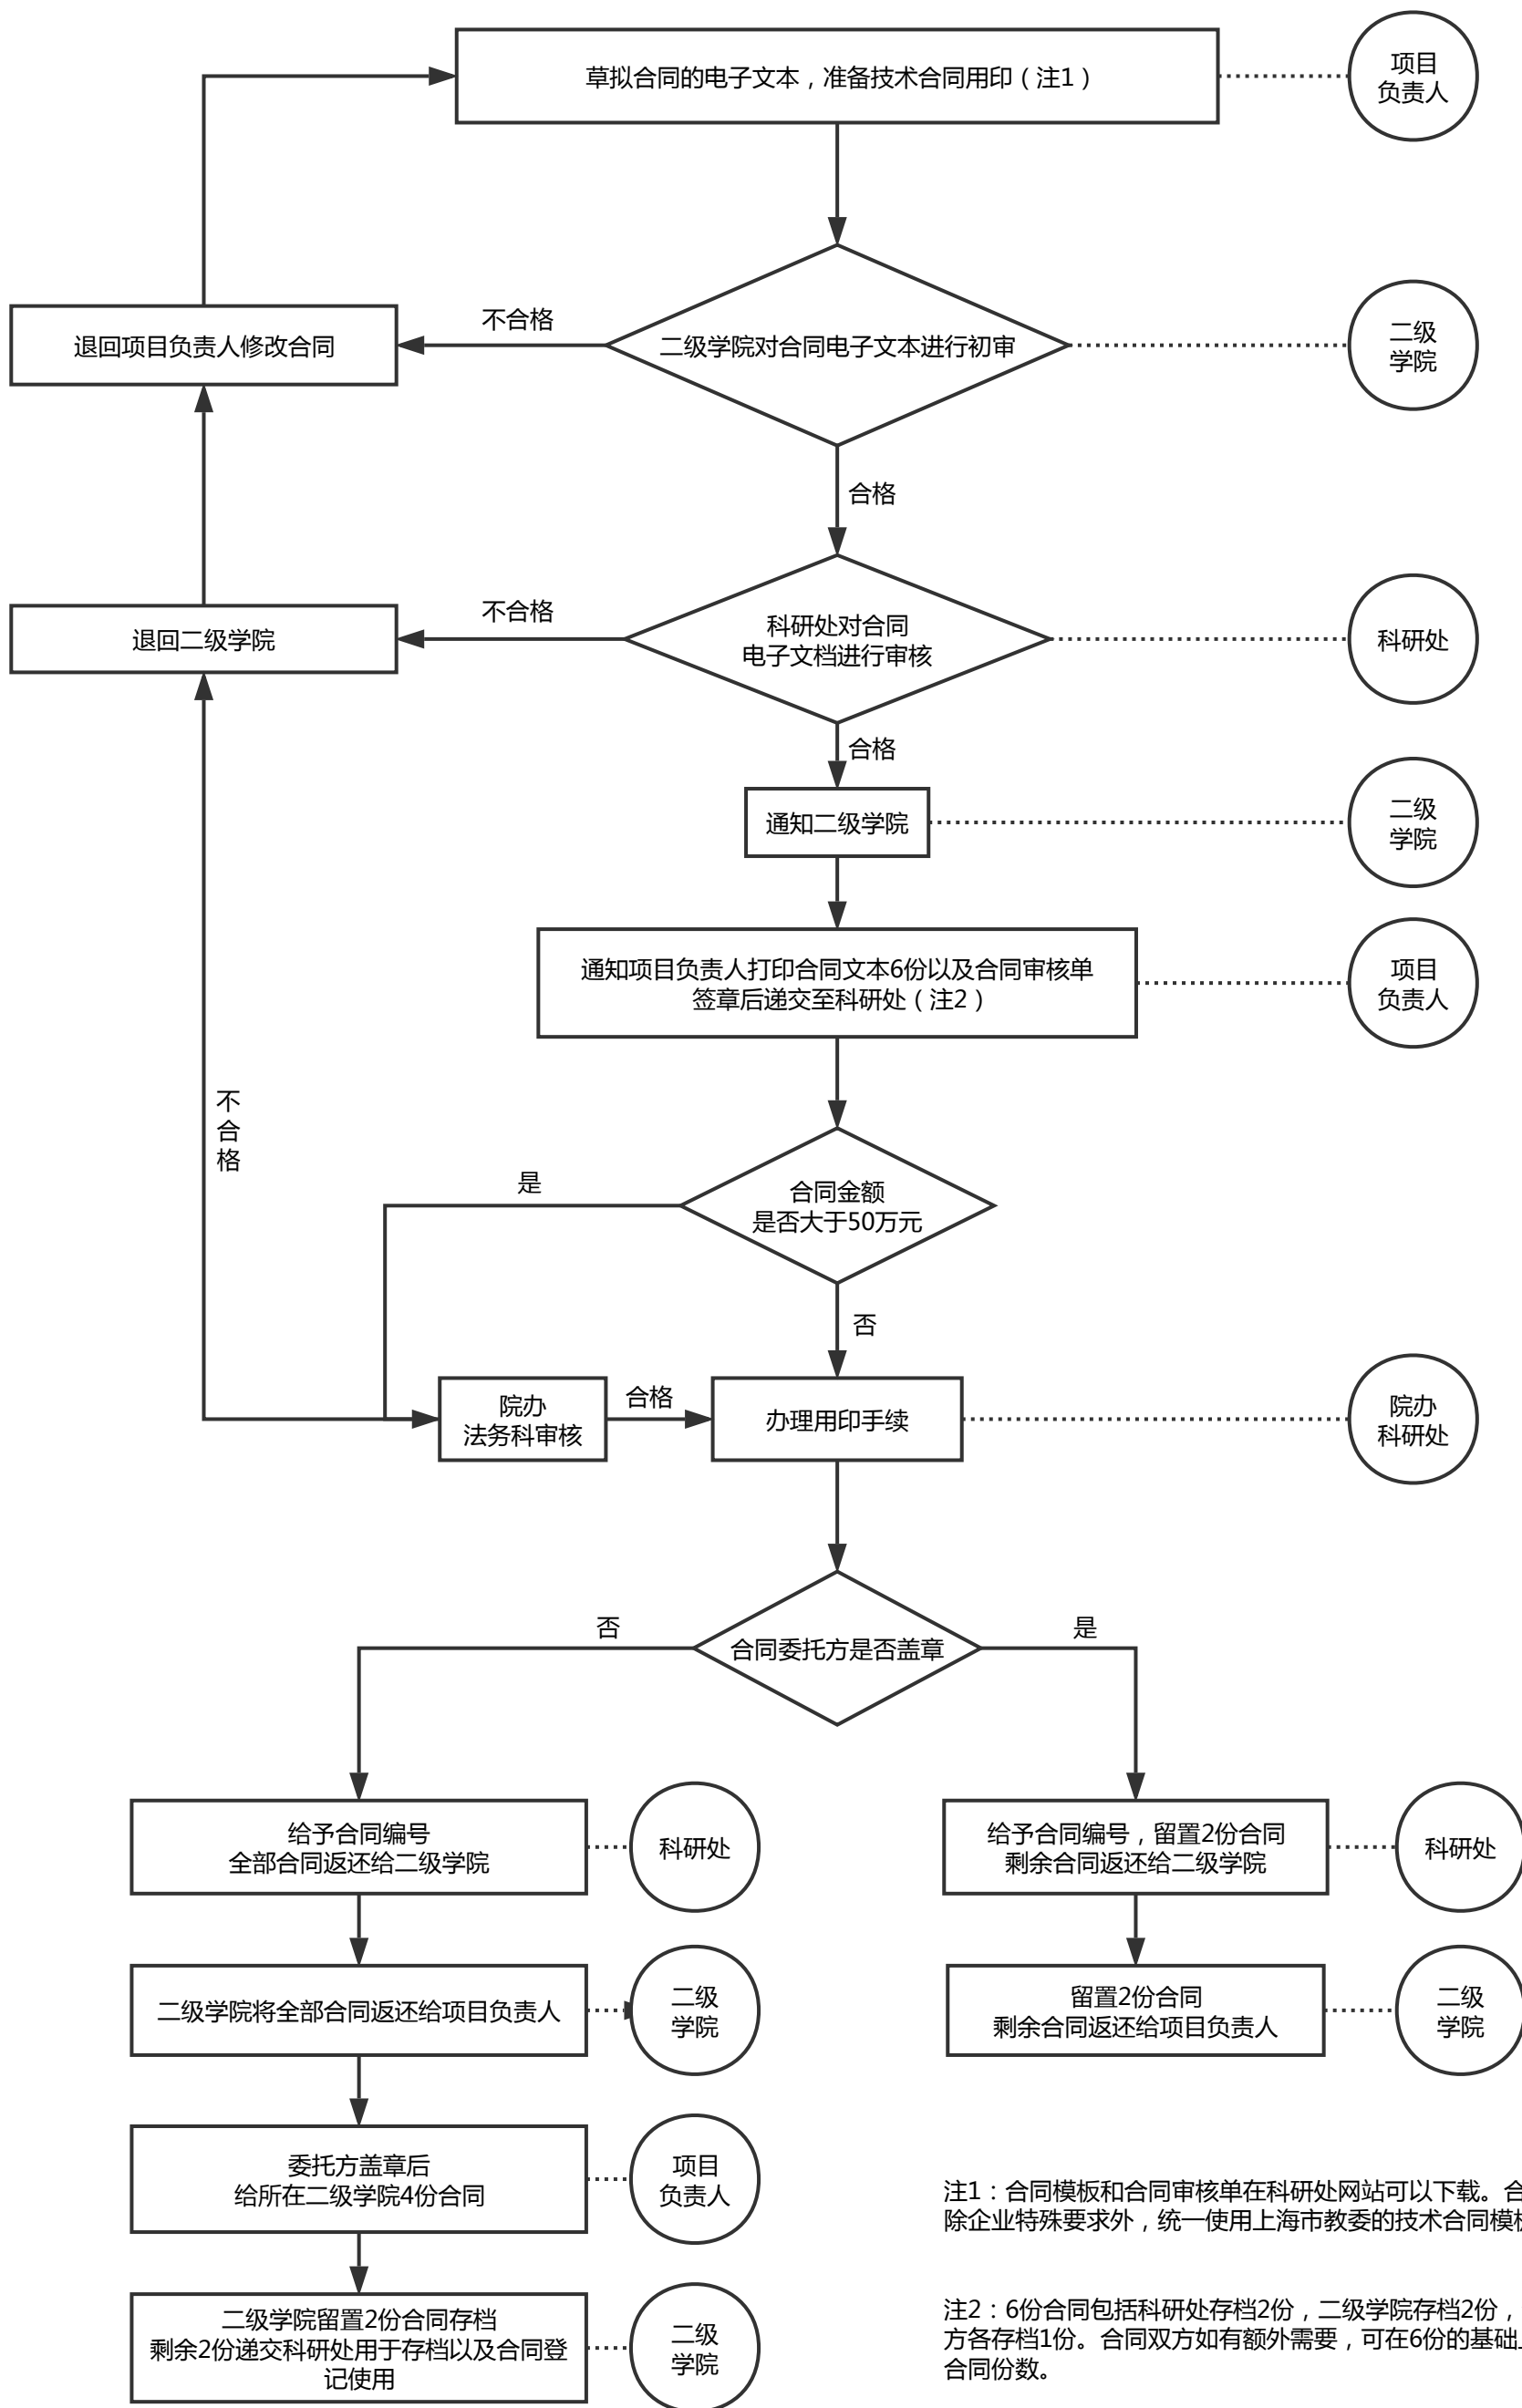 草拟合同的电子文本，准备技术合同用印（注1）
项目
负责人
不合格
退回项目负责人修改合同
二级学院对合同电子文本进行初审
二级
学院
合格
不合格
退回二级学院
科研处对合同
电子文档进行审核
科研处
合格
通知二级学院
二级
学院
通知项目负责人打印合同文本6份以及合同审核单
签章后递交至科研处（注2）
项目
负责人
不
合
格
是
合同金额
是否大于50万元
否
院办
法务科审核
合格
办理用印手续
院办
科研处
否
合同委托方是否盖章
是
给予合同编号
全部合同返还给二级学院
科研处
给予合同编号，留置2份合同
剩余合同返还给二级学院
科研处
二级学院将全部合同返还给项目负责人
二级
学院
留置2份合同
剩余合同返还给项目负责人
二级
学院
委托方盖章后
给所在二级学院4份合同
项目
负责人
注1：合同模板和合同审核单在科研处网站可以下载。合
除企业特殊要求外，统一使用上海市教委的技术合同模
二级学院留置2份合同存档
剩余2份递交科研处用于存档以及合同登
记使用
二级
学院
注2：6份合同包括科研处存档2份，二级学院存档2份，
方各存档1份。合同双方如有额外需要，可在6份的基础
合同份数。